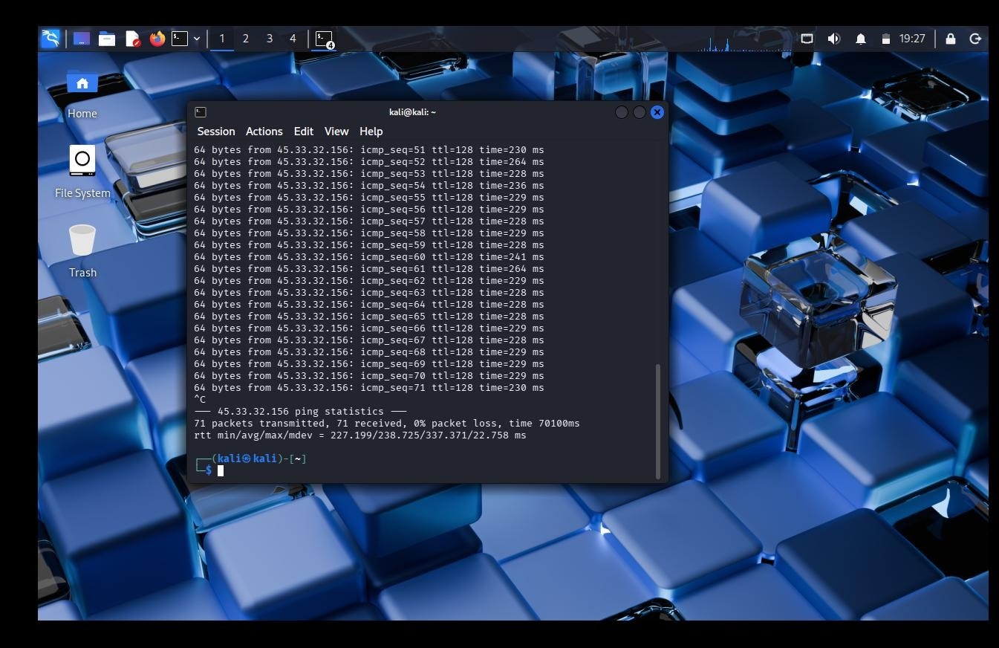 1 2 3 4
4
19:27
Home
File System
Trash
kali@kali: ~
Session Actions Edit View Help
64 bytes from 45.33.32.156: icmp_seq=51 ttl=128 time=230 ms
64 bytes from 45.33.32.156: icmp_seq=52 ttl=128 time=264 ms
64 bytes from 45.33.32.156: icmp_seq=53 ttl=128 time=228 ms
64 bytes from 45.33.32.156: icmp_seq=54 ttl=128 time=236 ms
64 bytes from 45.33.32.156: icmp_seq=55 ttl=128 time=229 ms
64 bytes from 45.33.32.156: icmp_seq=56 ttl=128 time=229 ms
64 bytes from 45.33.32.156: icmp_seq=57 ttl=128 time=228 ms
64 bytes from 45.33.32.156: icmp_seq=58 ttl=128 time=229 ms
64 bytes from 45.33.32.156: icmp_seq=59 ttl=128 time=228 ms
64 bytes from 45.33.32.156: icmp_seq=60 ttl=128 time=241 ms
64 bytes from 45.33.32.156: icmp_seq=61 ttl=128 time=264 ms
64 bytes from 45.33.32.156: icmp_seq=62 ttl=128 time=229 ms
64 bytes from 45.33.32.156: icmp_seq=63 ttl=128 time=228 ms
64 bytes from 45.33.32.156: icmp_seq=64 ttl=128 time=228 ms
64 bytes from 45.33.32.156: icmp_seq=65 ttl=128 time=228 ms
64 bytes from 45.33.32.156: icmp_seq=66 ttl=128 time=229 ms
64 bytes from 45.33.32.156: icmp_seq=67 ttl=128 time=228 ms
64 bytes from 45.33.32.156: icmp_seq=68 ttl=128 time=229 ms
64 bytes from 45.33.32.156: icmp_seq=69 ttl=128 time=229 ms
64 bytes from 45.33.32.156: icmp_seq=70 ttl=128 time=229 ms
64 bytes from 45.33.32.156: icmp_seq=71 ttl=128 time=230 ms
^C
--- 45.33.32.156 ping statistics ---
71 packets transmitted, 71 received, 0% packet loss, time 70100ms
rtt min/avg/max/mdev = 227.199/238.725/337.371/22.758 ms
┌──(kali㉿kali)-[~]
└─$